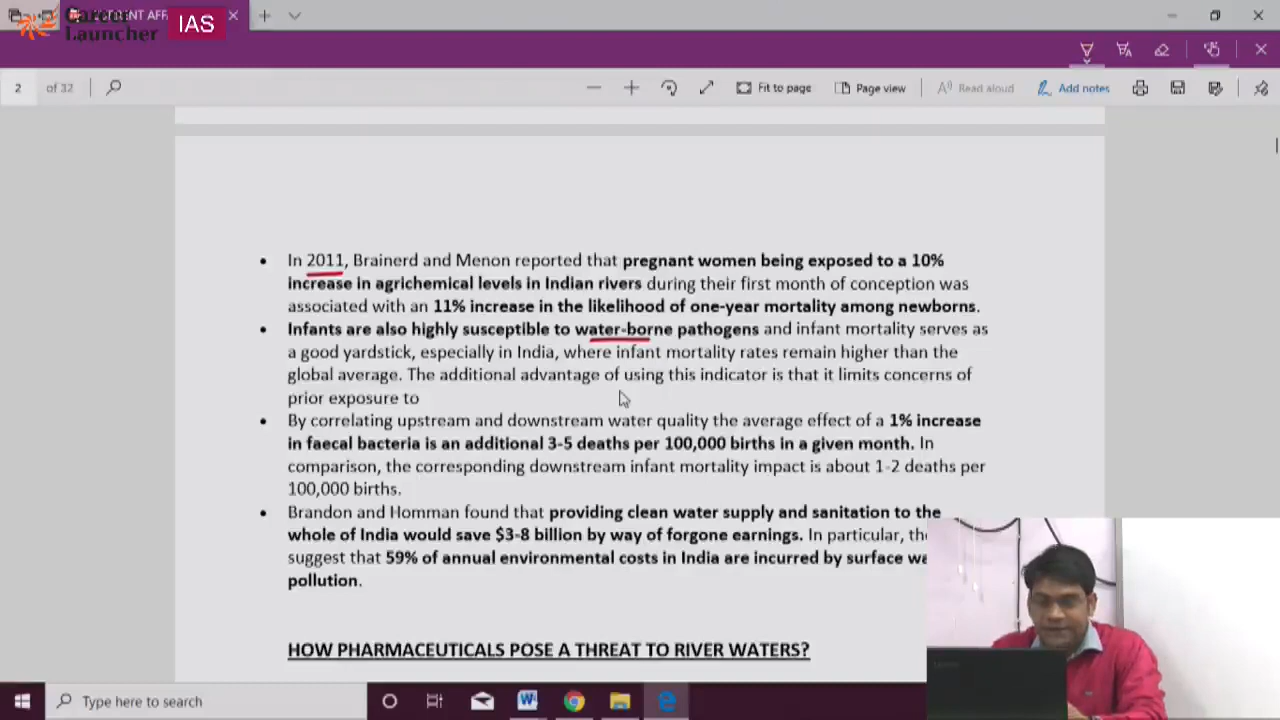 Career
Launcher
IAS
2 of 32
Fit to page
Page view
Read aloud
Add notes
• In 2011, Brainerd and Menon reported that pregnant women being exposed to a 10%
increase in agrichemical levels in Indian rivers during their first month of conception was
associated with an 11% increase in the likelihood of one-year mortality among newborns.
• Infants are also highly susceptible to water-borne pathogens and infant mortality serves as
a good yardstick, especially in India, where infant mortality rates remain higher than the
global average. The additional advantage of using this indicator is that it limits concerns of
prior exposure to
• By correlating upstream and downstream water quality the average effect of a 1% increase
in faecal bacteria is an additional 3-5 deaths per 100,000 births in a given month. In
comparison, the corresponding downstream infant mortality impact is about 1-2 deaths per
100,000 births.
• Brandon and Homman found that providing clean water supply and sanitation to the
whole of India would save $3-8 billion by way of forgone earnings. In particular,
suggest that 59% of annual environmental costs in India are incurred by surface
pollution.
HOW PHARMACEUTICALS POSE A THREAT TO RIVER WATERS?
Type here to search